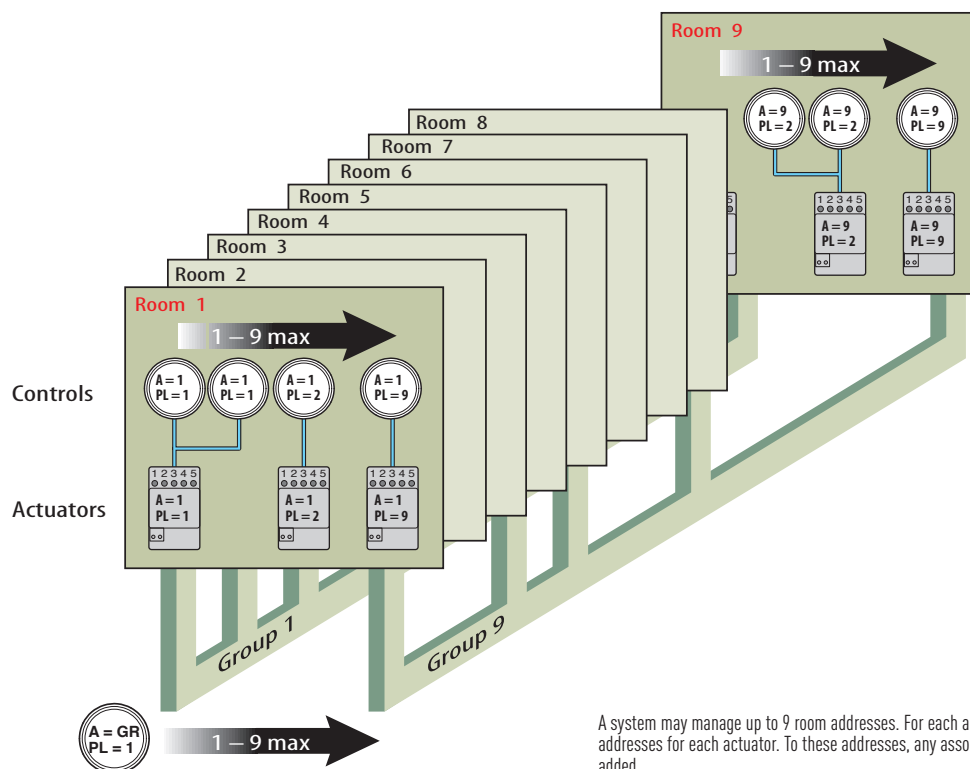 Room 9
1 – 9 max
A = 9
PL = 2
A = 9
PL = 2
A = 9
PL = 9
5
1 2 3 4 5
A = 9
PL = 2
1 2 3 4 5
A = 9
PL = 9
Room 8
Room 7
Room 6
Room 5
Room 4
Room 3
Room 2
Room 1
1 – 9 max
Controls
A = 1
PL = 1
A = 1
PL = 1
A = 1
PL = 2
A = 1
PL = 9
Actuators
1 2 3 4 5
A = 1
PL = 1
1 2 3 4 5
A = 1
PL = 2
1 2 3 4 5
A = 1
PL = 9
Group 1
Group 9
A = GR
PL = 1
1 – 9 max
A system may manage up to 9 room addresses. For each a
addresses for each actuator. To these addresses, any asso
added